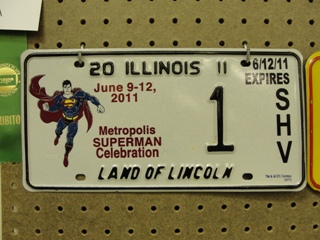 20 ILLINOIS 11
6/12/11
EXPIRES
June 9-12,
2011
1
SHV
Metropolis
SUPERMAN
Celebration
LAND OF LINCOLN